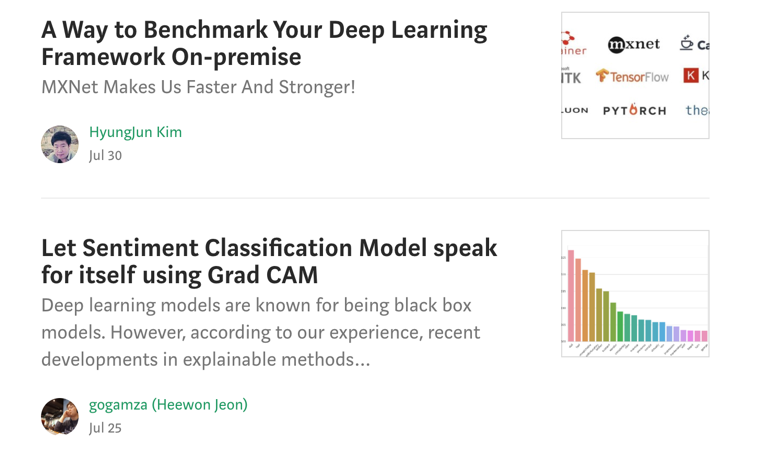 A Way to Benchmark Your Deep Learning
Framework On-premise
MXNet Makes Us Faster And Stronger!
HyungJun Kim
Jul 30
iner
mxnet
Ca
NTK
TensorFlow
K
LUON
PYTORCH
Let Sentiment Classification Model speak
for itself using Grad CAM
Deep learning models are known for being black box
models. However, according to our experience, recent
developments in explainable methods...
gogamza (Heewon Jeon)
Jul 25